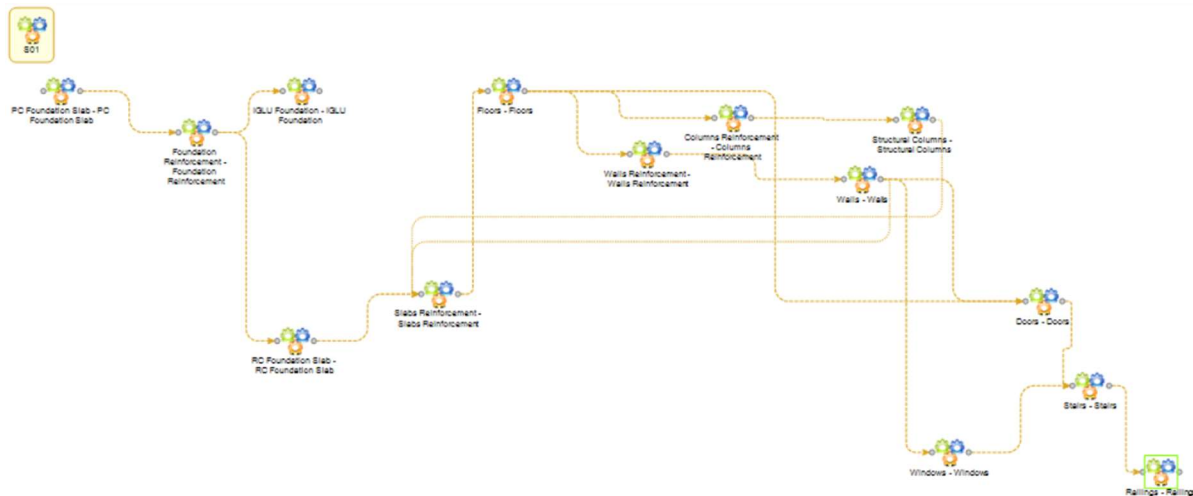 S01
PC Foundation Slab - PC
Foundation Slab
IGLU Foundation - IGLU
Foundation
Foundation
Reinforcement -
Foundation
Reinforcement
Floors - Floors
Columns Reinforcement
- Columns
Reinforcement
Structural Columns -
Structural Columns
Walls Reinforcement -
Walls Reinforcement
Walls - Walls
Slabs Reinforcement -
Slabs Reinforcement
Doors - Doors
RC Foundation Slab -
RC Foundation Slab
Stairs - Stairs
Windows - Windows
Railings - Railing